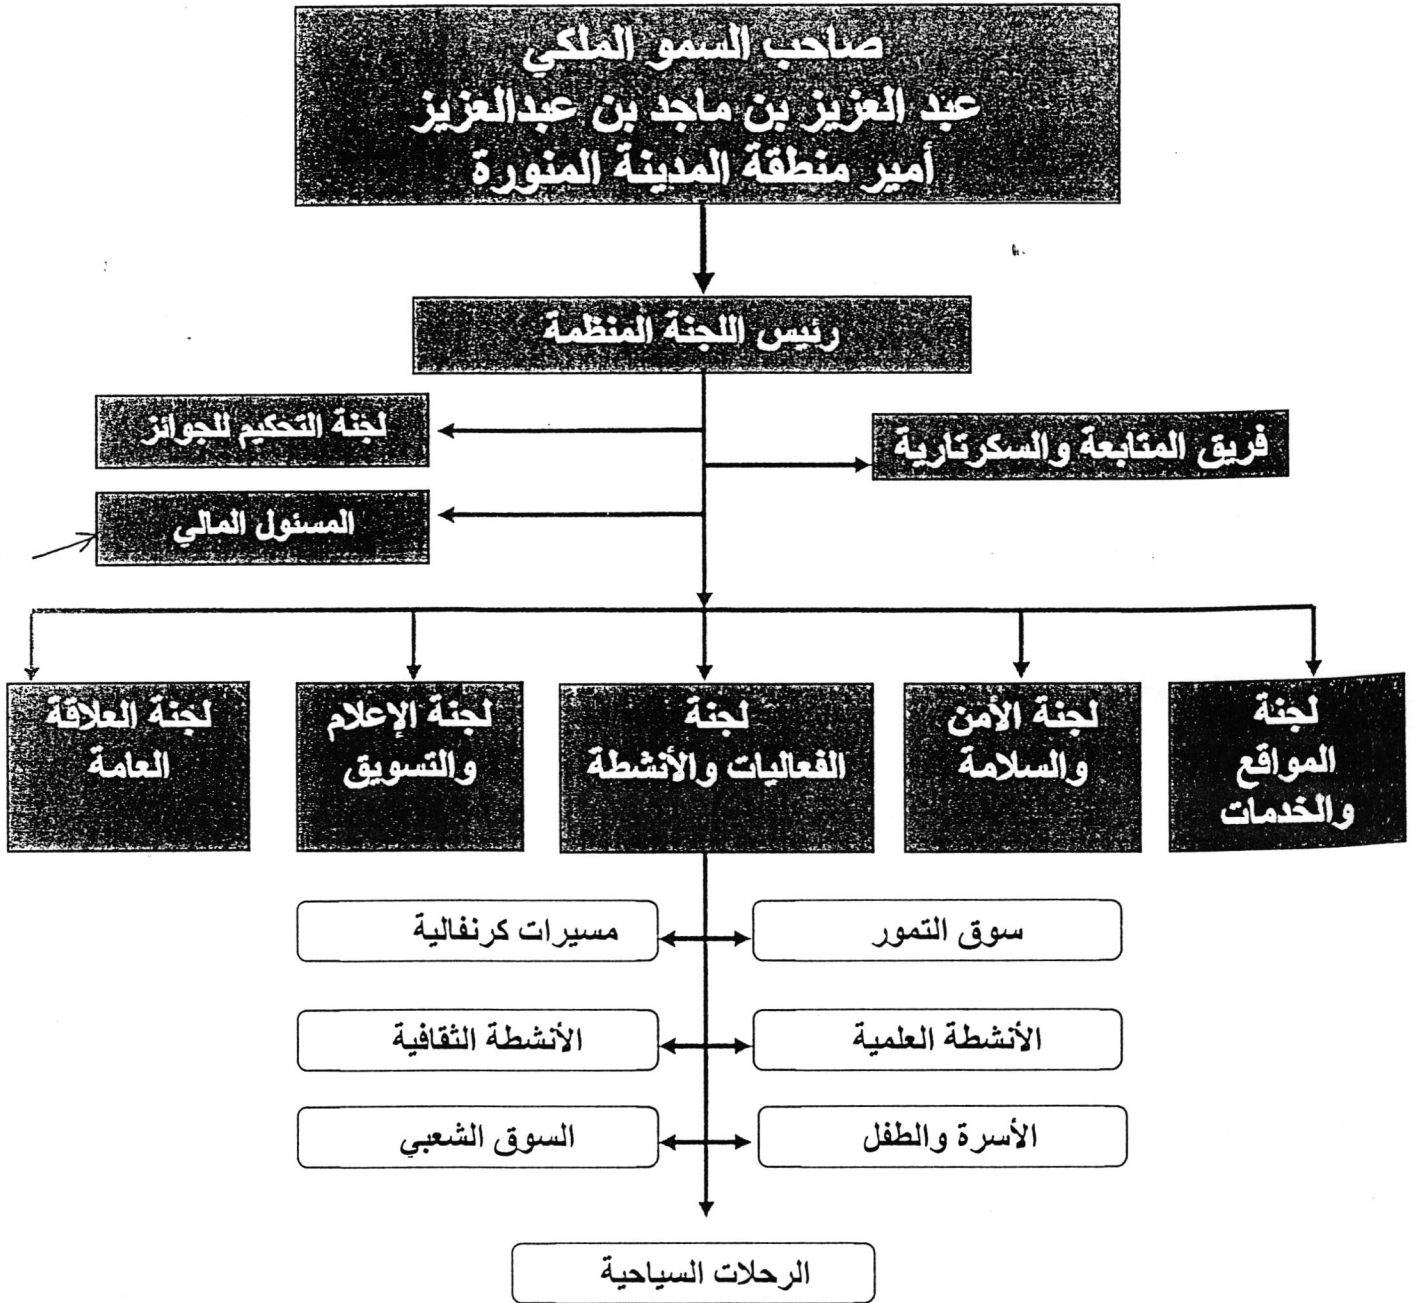 صاحب السمو الملكي
عبد العزيز بن ماجد بن عبدالعزيز
أمير منطقة المدينة المنورة
رئيس اللجنة المنظمة
لجنة التحكيم للجوائز
فريق المتابعة والسكرتارية
المسئول المالي
لجنة
المواقع
والخدمات
لجنة الأمن
والسلامة
لجنة
الفعاليات والأنشطة
لجنة الإعلام
والتسويق
لجنة العلاقة
العامة
سوق التمور
مسيرات كرنفالية
الأنشطة العلمية
الأنشطة الثقافية
الأسرة والطفل
السوق الشعبي
الرحلات السياحية